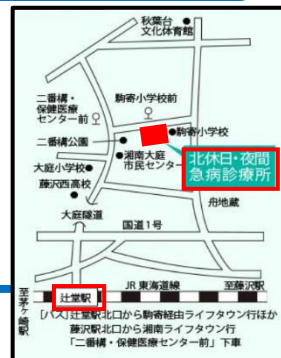 秋葉台
文化体育館
二番構・
保健医療
センター前
駒寄小学校前
二番構公園
駒寄小学校
湘南大庭
市民センター
北休日・夜間
急病診療所
大庭小学校
藤沢西高校
舟地蔵
大庭隧道
国道1号
至茅ヶ崎駅
辻堂駅
JR 東海道線
至藤沢駅
[バス]辻堂駅北口から駒寄経由ライフタウン行ほか
藤沢駅北口から湘南ライフタウン行
「二番構・保健医療センター前」下車